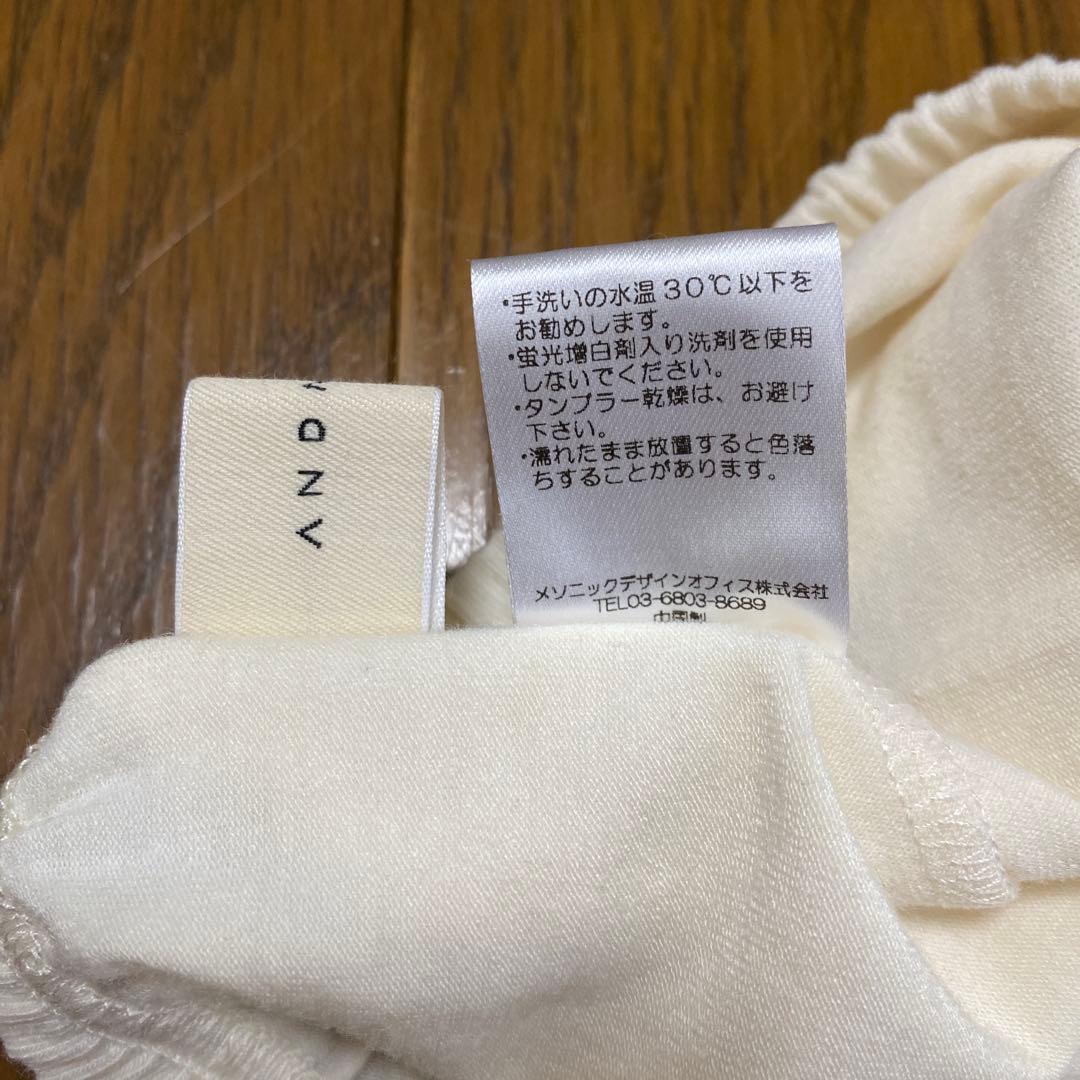 ・手洗いの水温30℃以下を
お勧めします。
・蛍光増白剤入り洗剤を使用
しないでください。
・タンブラー乾燥は、お避け
下さい。
・濡れたまま放置すると色落
ちすることがあります。
メソニックデザインオフィス株式会社
TEL03-6803-8689
中国製